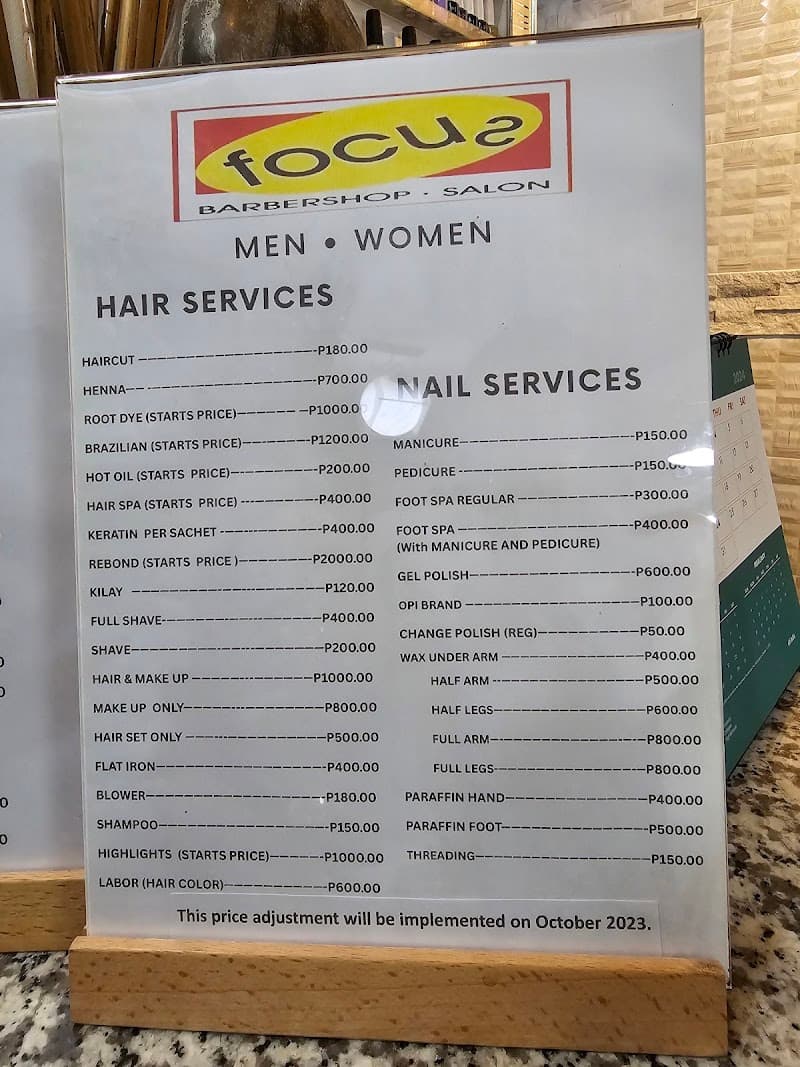 focus
BARBERSHOP · SALON
MEN • WOMEN
HAIR SERVICES
HAIRCUT -----P180.00
HENNA-----P700.00
ROOT DYE (STARTS PRICE)-----P1000.00
BRAZILIAN (STARTS PRICE)-----P1200.00
HOT OIL (STARTS PRICE)-----P200.00
HAIR SPA (STARTS PRICE) -----P400.00
KERATIN PER SACHET -----P400.00
REBOND (STARTS PRICE )-----P2000.00
KILAY -----P120.00
FULL SHAVE-----P400.00
SHAVE-----P200.00
HAIR & MAKE UP -----P1000.00
MAKE UP ONLY-----P800.00
HAIR SET ONLY -----P500.00
FLAT IRON-----P400.00
BLOWER-----P180.00
SHAMPOO-----P150.00
HIGHLIGHTS (STARTS PRICE)-----P1000.00
LABOR (HAIR COLOR)-----P600.00
NAIL SERVICES
MANICURE-----P150.00
PEDICURE -----P150.00
FOOT SPA REGULAR -----P300.00
FOOT SPA -----P400.00
(With MANICURE AND PEDICURE)
GEL POLISH-----P600.00
OPI BRAND -----P100.00
CHANGE POLISH (REG)-----P50.00
WAX UNDER ARM -----P400.00
HALF ARM -----P500.00
HALF LEGS-----P600.00
FULL ARM-----P800.00
FULL LEGS-----P800.00
PARAFFIN HAND-----P400.00
PARAFFIN FOOT-----P500.00
THREADING-----P150.00
This price adjustment will be implemented on October 2023.
2024
THU FRI SAT